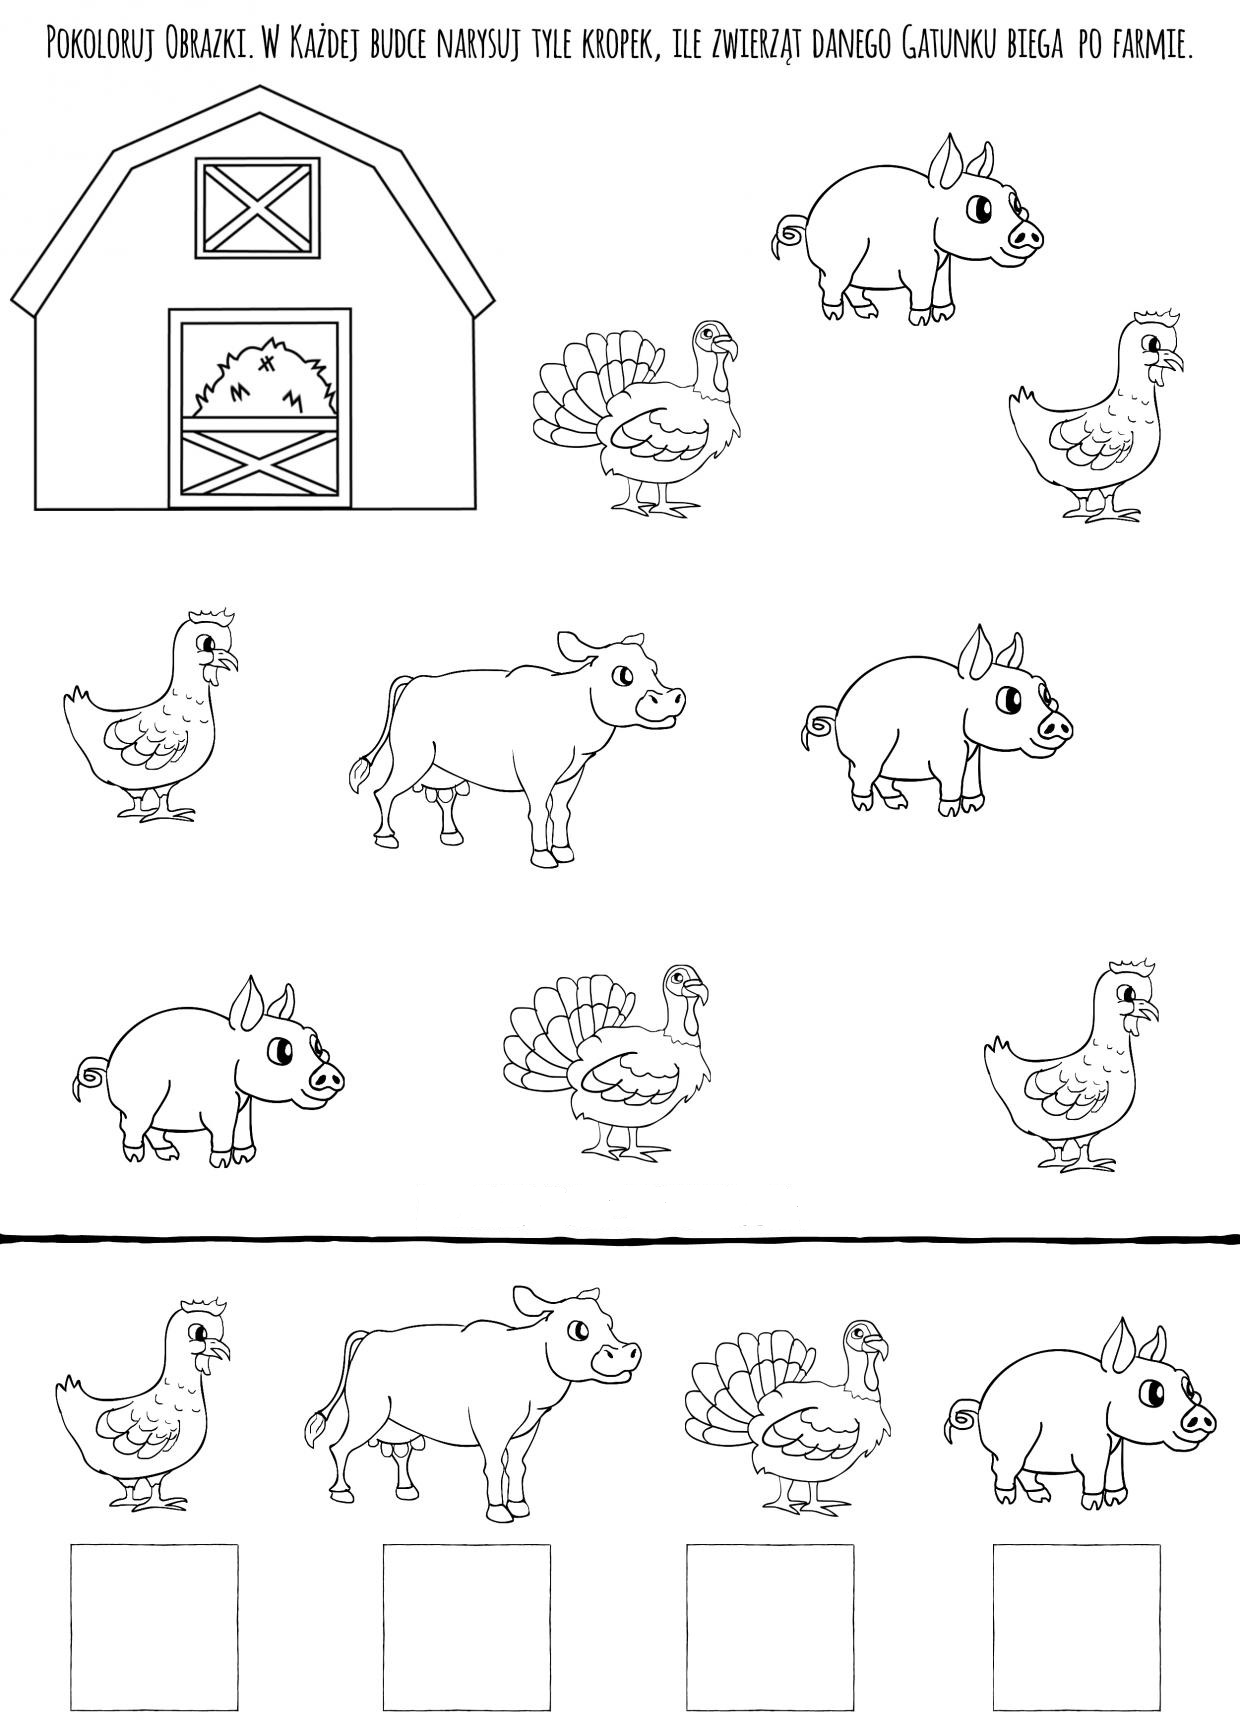 Pokoloruj Obrazki. W Każdej budce narysuj tyle kropek, ile zwierząt danego Gatunku biega po farmie.